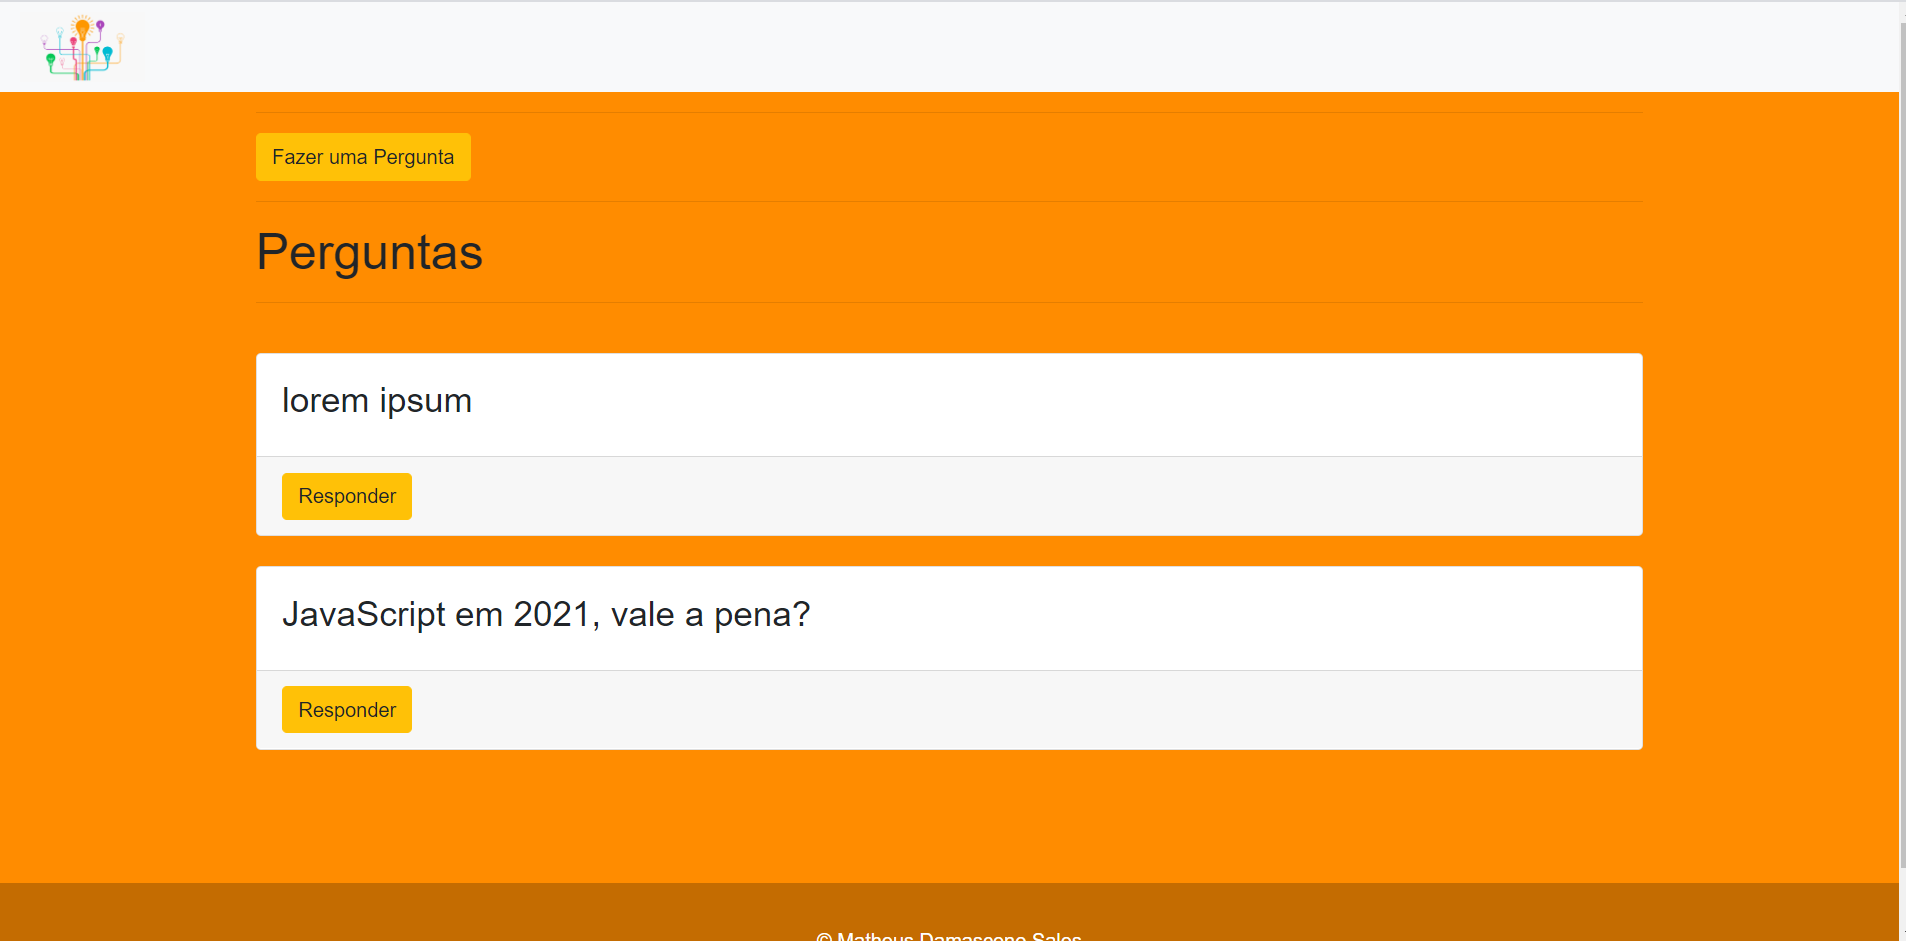 Fazer uma Pergunta
Perguntas
lorem ipsum
Responder
JavaScript em 2021, vale a pena?
Responder
© Matheus Damasceno Sales